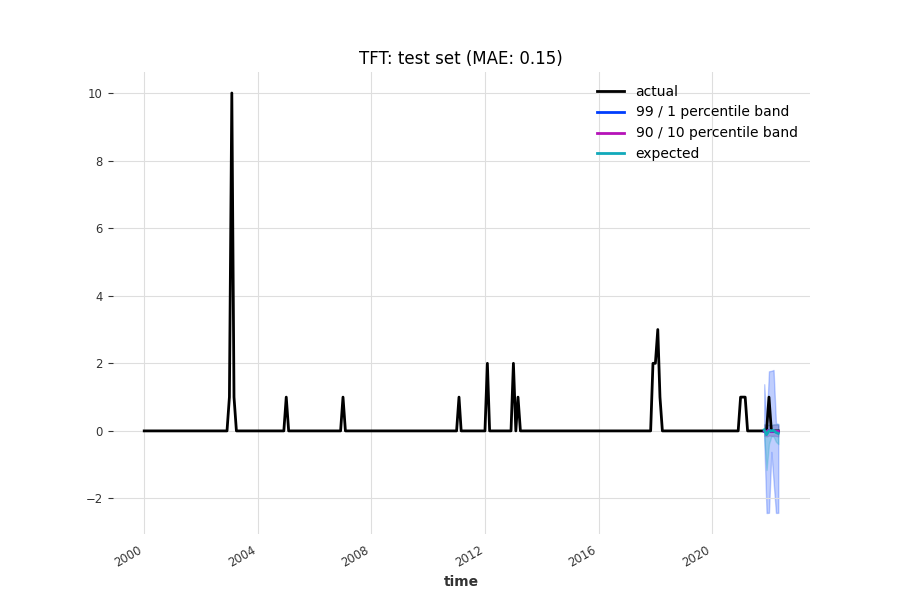 TFT: test set (MAE: 0.15)
actual
99 / 1 percentile band
90 / 10 percentile band
expected
10
8
6
4
2
0
−2
2000
2004
2008
2012
2016
2020
time